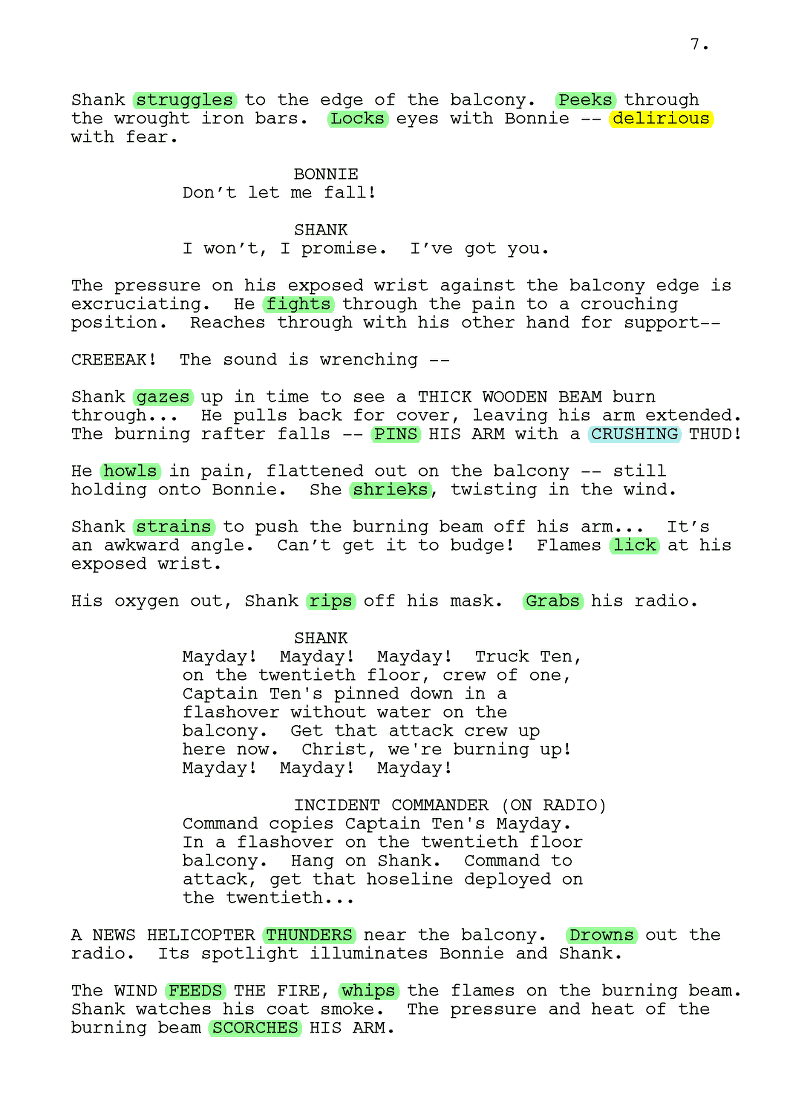 7.
Shank struggles to the edge of the balcony.  Peeks through
the wrought iron bars.  Locks eyes with Bonnie -- delirious
with fear.
BONNIE
Don't let me fall!
SHANK
I won't, I promise.  I've got you.
The pressure on his exposed wrist against the balcony edge is
excruciating.  He fights through the pain to a crouching
position.  Reaches through with his other hand for support--
CREEEAK!  The sound is wrenching --
Shank gazes up in time to see a THICK WOODEN BEAM burn
through...  He pulls back for cover, leaving his arm extended.
The burning rafter falls -- PINS HIS ARM with a CRUSHING THUD!
He howls in pain, flattened out on the balcony -- still
holding onto Bonnie.  She shrieks, twisting in the wind.
Shank strains to push the burning beam off his arm...  It's
an awkward angle.  Can't get it to budge!  Flames lick at his
exposed wrist.
His oxygen out, Shank rips off his mask.  Grabs his radio.
SHANK
Mayday!  Mayday!  Mayday!  Truck Ten,
on the twentieth floor, crew of one,
Captain Ten's pinned down in a
flashover without water on the
balcony.  Get that attack crew up
here now.  Christ, we're burning up!
Mayday!  Mayday!  Mayday!
INCIDENT COMMANDER (ON RADIO)
Command copies Captain Ten's Mayday.
In a flashover on the twentieth floor
balcony.  Hang on Shank.  Command to
attack, get that hoseline deployed on
the twentieth...
A NEWS HELICOPTER THUNDERS near the balcony.  Drowns out the
radio.  Its spotlight illuminates Bonnie and Shank.
The WIND FEEDS THE FIRE, whips the flames on the burning beam.
Shank watches his coat smoke.  The pressure and heat of the
burning beam SCORCHES HIS ARM.